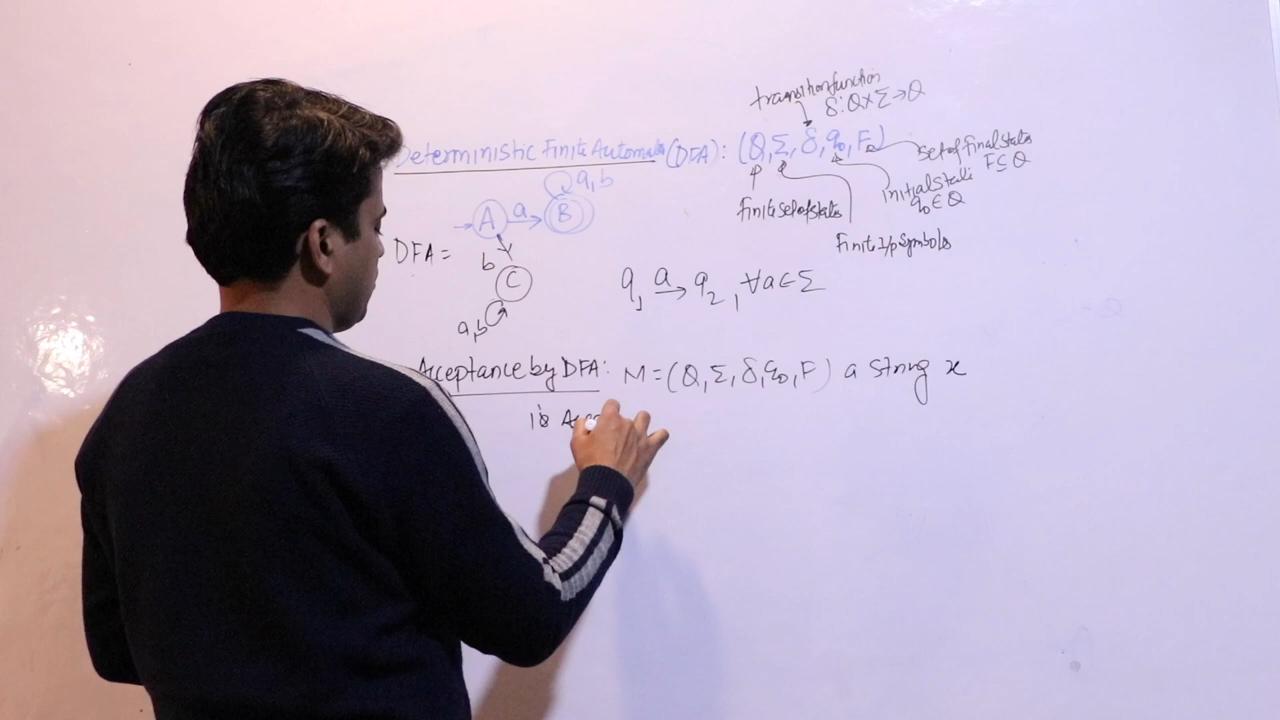 transition function
δ: Q×Σ→Q
Deterministic Finite Automata (DFA): (Q,Σ,δ,q0,F)
set of final states
F⊆Q
initial state
q0∈Q
finite set of states
finite i/p symbols
DFA =
A a B a,b
b
C
a,b
q1 a→ q2, ∀a∈Σ
Acceptance by DFA: M=(Q,Σ,δ,q0,F) a string x
is Acc